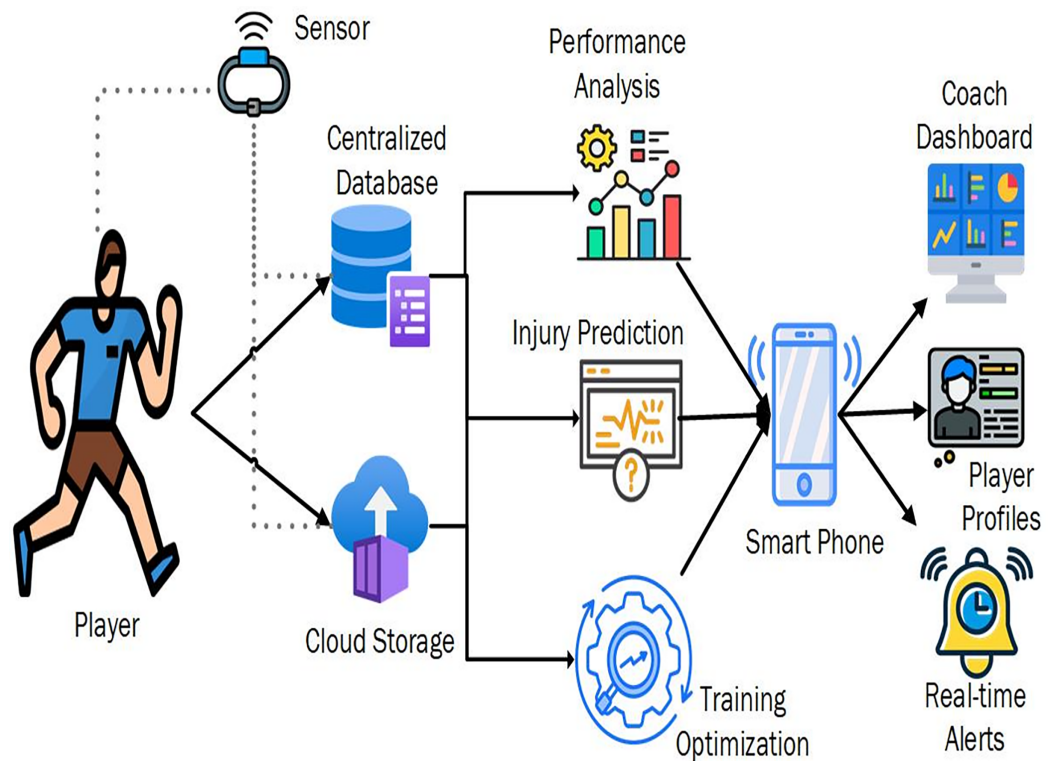 Sensor
Performance
Analysis
Coach
Dashboard
Centralized
Database
Injury Prediction
Player
Profiles
Smart Phone
Player
Cloud Storage
Training
Optimization
Real-time
Alerts
?